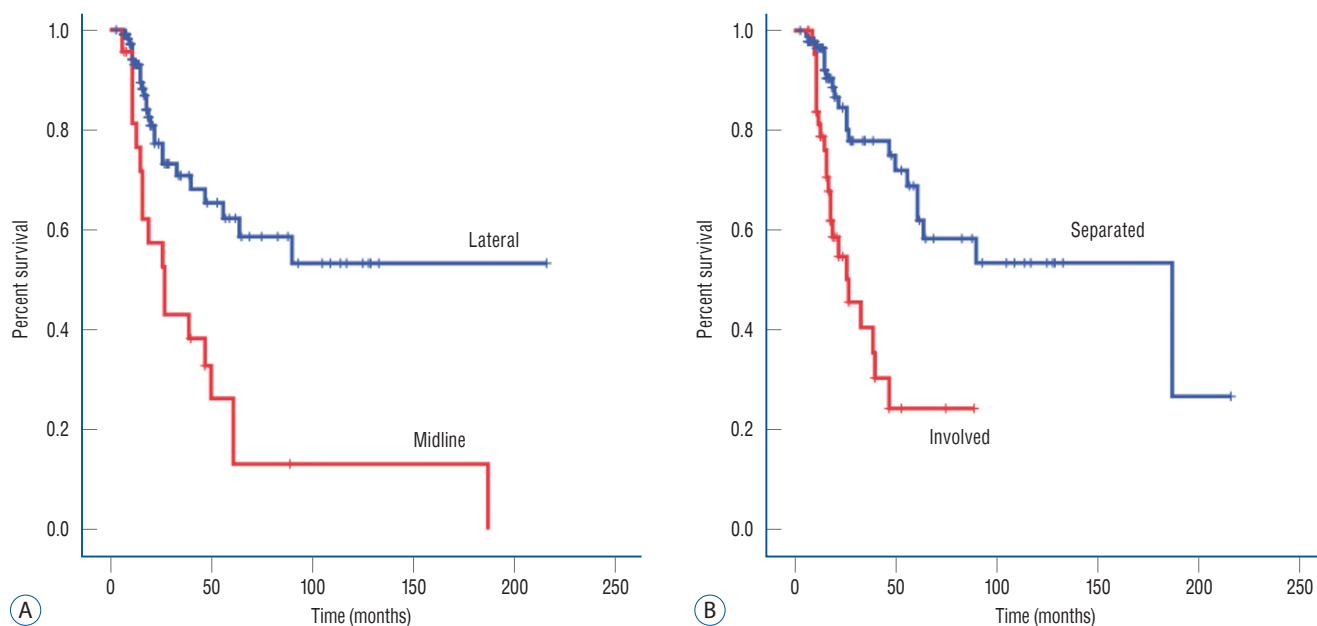 Percent survival
1.0
0.8
0.6
0.4
0.2
0.0
Lateral
Midline
0 50 100 150 200 250
Time (months)
A
Percent survival
1.0
0.8
0.6
0.4
0.2
0.0
Separated
Involved
0 50 100 150 200 250
Time (months)
B